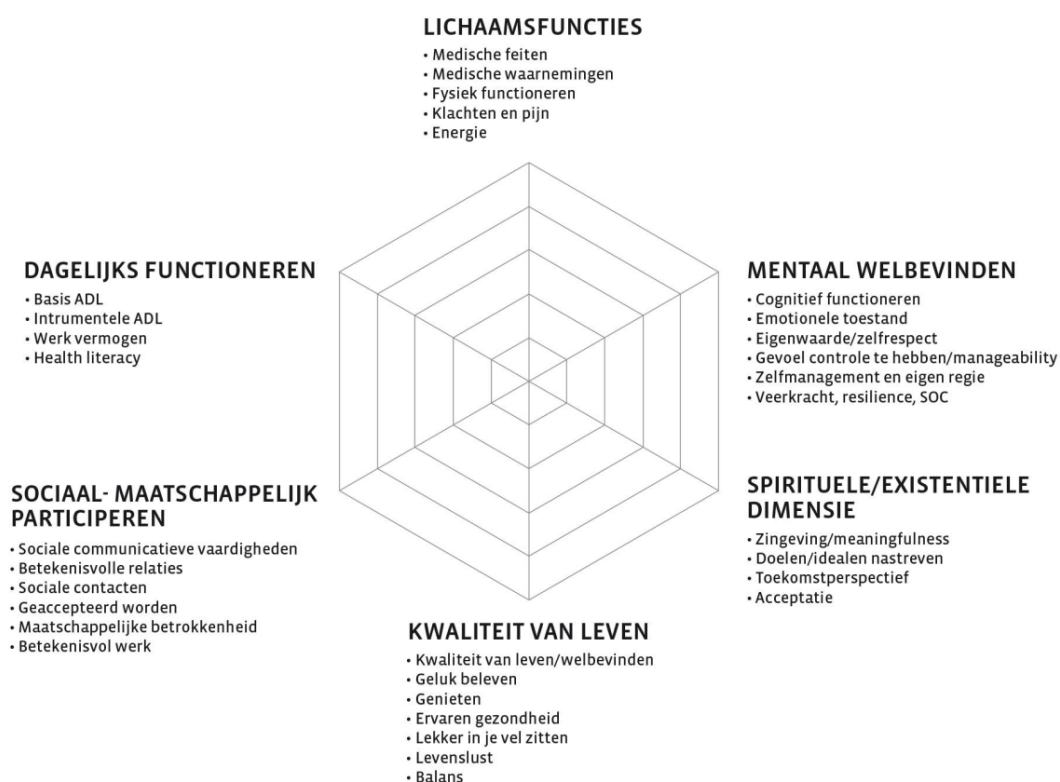 LICHAAMSFUNCTIES
• Medische feiten
• Medische waarnemingen
• Fysiek functioneren
• Klachten en pijn
• Energie
DAGELIJKS FUNCTIONEREN
• Basis ADL
• Intrumentele ADL
• Werk vermogen
• Health literacy
MENTAAL WELBEVINDEN
• Cognitief functioneren
• Emotionele toestand
• Eigenwaarde/zelfrespect
• Gevoel controle te hebben/manageability
• Zelfmanagement en eigen regie
• Veerkracht, resilience, SOC
SOCIAAL- MAATSCHAPPELIJK
PARTICIPEREN
• Sociale communicatieve vaardigheden
• Betekenisvolle relaties
• Sociale contacten
• Geaccepteerd worden
• Maatschappelijke betrokkenheid
• Betekenisvol werk
SPIRITUELE/EXISTENTIELE
DIMENSIE
• Zingeving/meaningfulness
• Doelen/idealen nastreven
• Toekomstperspectief
• Acceptatie
KWALITEIT VAN LEVEN
• Kwaliteit van leven/welbevinden
• Geluk beleven
• Genieten
• Ervaren gezondheid
• Lekker in je vel zitten
• Levenslust
• Balans